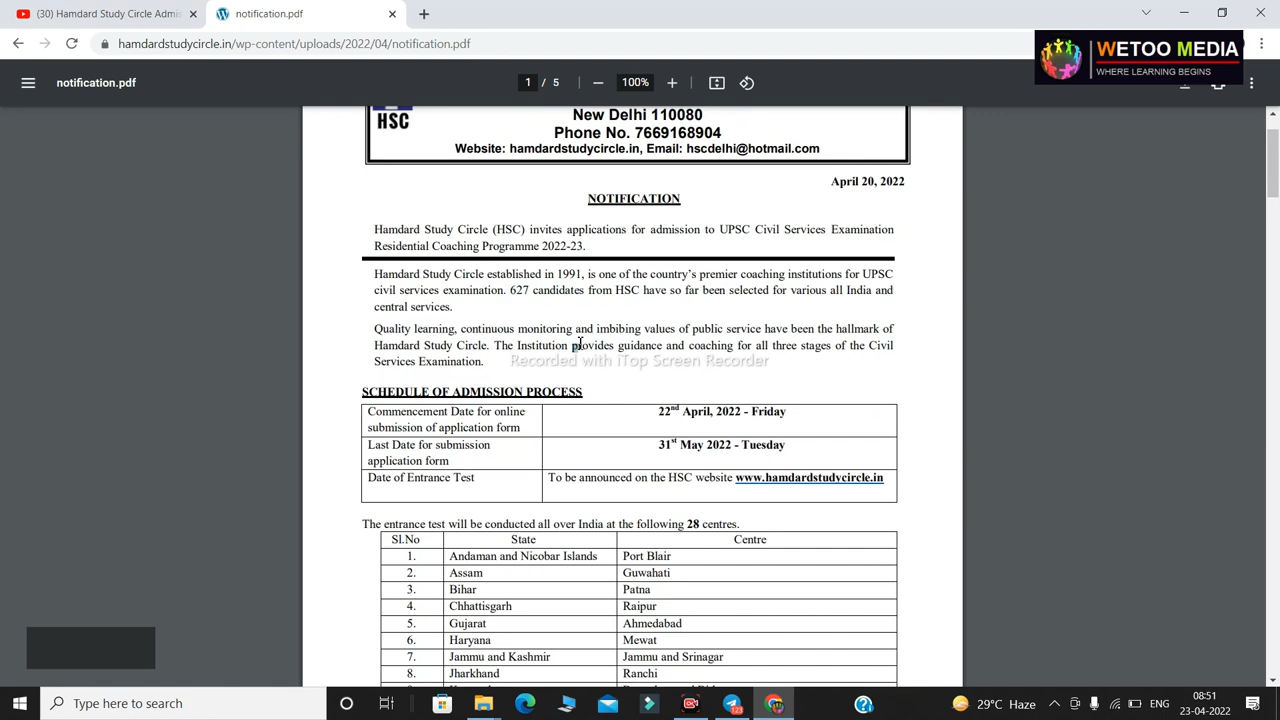 (30) Hamdard Study Circle Admis
notification.pdf
hamdardstudycircle.in/wp-content/uploads/2022/04/notification.pdf
WETOO MEDIA
WHERE LEARNING BEGINS
notification.pdf
1 / 5
100%
HSC
New Delhi 110080
Phone No. 7669168904
Website: hamdardstudycircle.in, Email: hscdelhi@hotmail.com
April 20, 2022
NOTIFICATION
Hamdard Study Circle (HSC) invites applications for admission to UPSC Civil Services Examination
Residential Coaching Programme 2022-23.
Hamdard Study Circle established in 1991, is one of the country's premier coaching institutions for UPSC
civil services examination. 627 candidates from HSC have so far been selected for various all India and
central services.
Quality learning, continuous monitoring and imbibing values of public service have been the hallmark of
Hamdard Study Circle. The Institution provides guidance and coaching for all three stages of the Civil
Services Examination.
Recorded with iTop Screen Recorder
SCHEDULE OF ADMISSION PROCESS
Commencement Date for online submission of application form 22nd April, 2022 - Friday
Last Date for submission application form 31st May 2022 - Tuesday
Date of Entrance Test To be announced on the HSC website www.hamdardstudycircle.in
The entrance test will be conducted all over India at the following 28 centres.
Sl.No State Centre
1. Andaman and Nicobar Islands Port Blair
2. Assam Guwahati
3. Bihar Patna
4. Chhattisgarh Raipur
5. Gujarat Ahmedabad
6. Haryana Mewat
7. Jammu and Kashmir Jammu and Srinagar
8. Jharkhand Ranchi
Type here to search
123
29°C Haze
ENG
08:51
23-04-2022